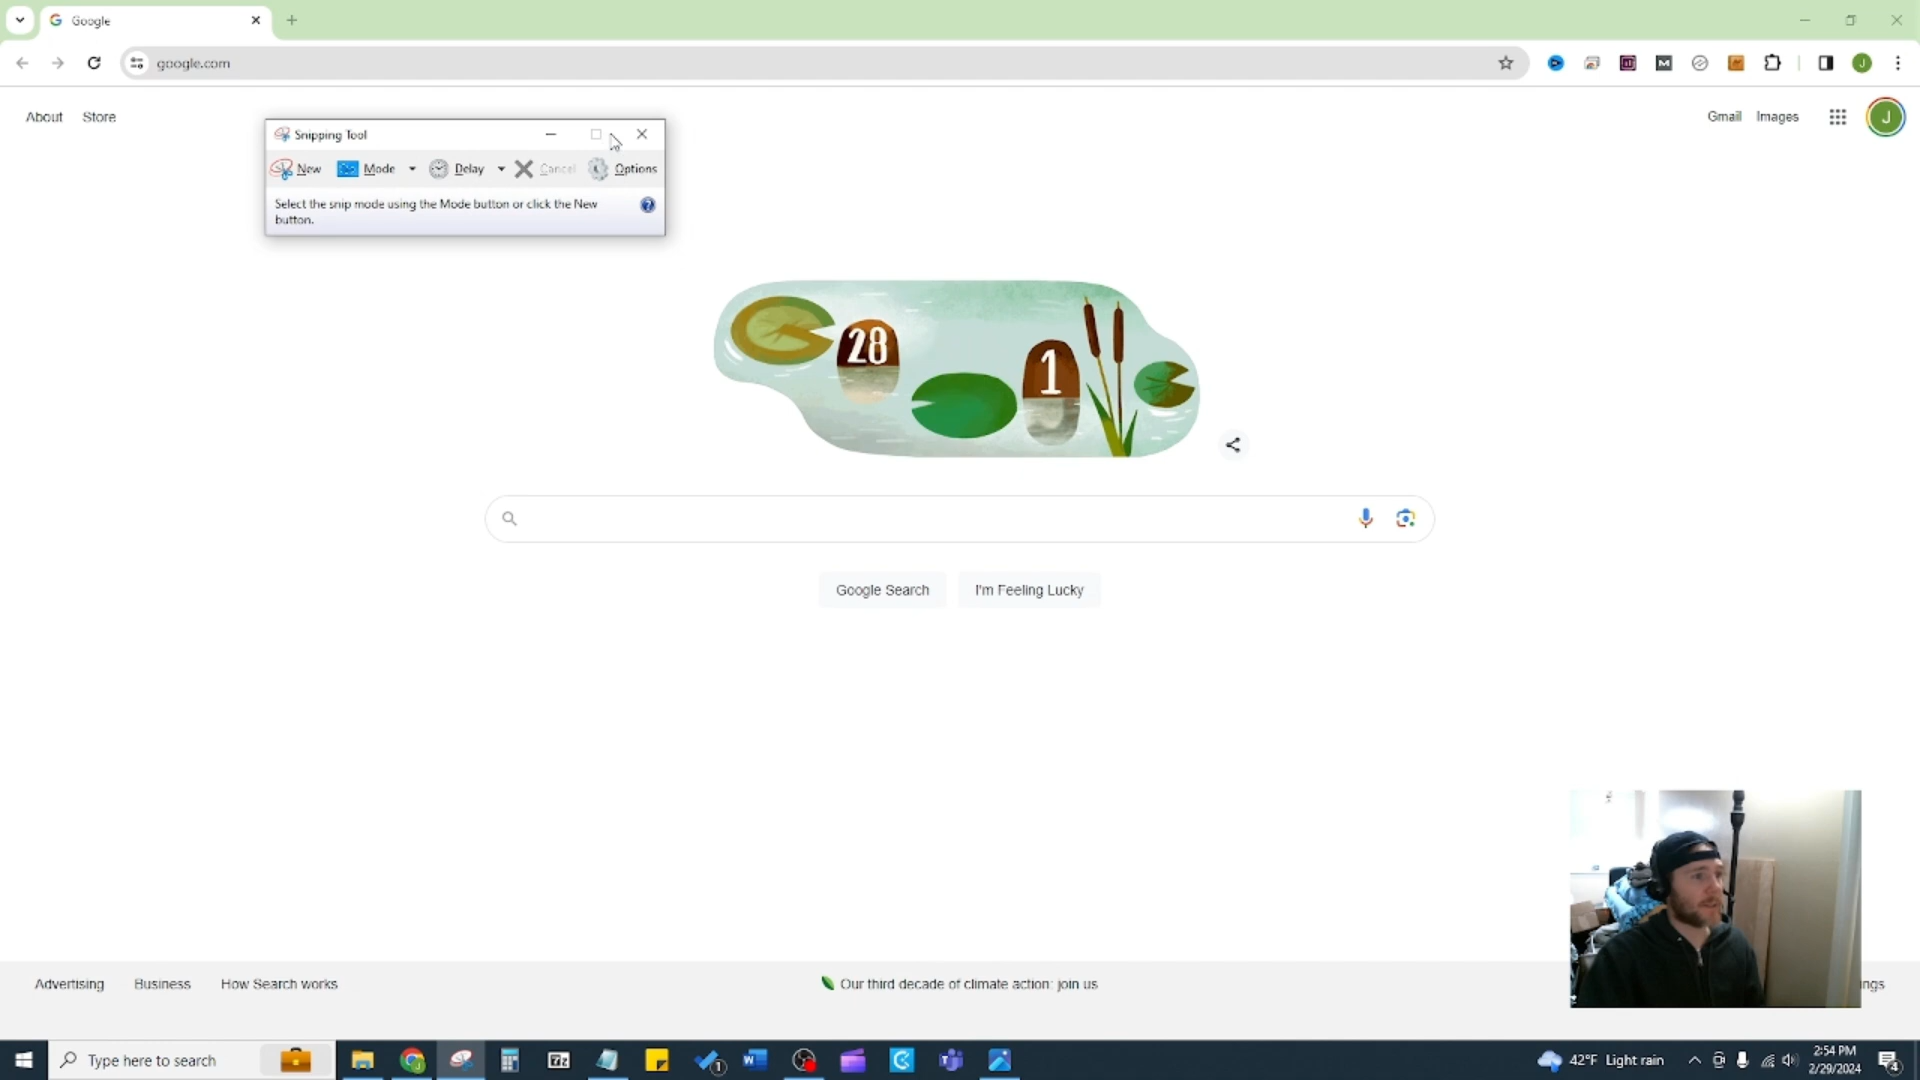 Google
google.com
About Store
Gmail Images
J
Snipping Tool
New Mode Delay Cancel Options
Select the snip mode using the Mode button or click the New
button.
28
1
Google Search I'm Feeling Lucky
Advertising Business How Search works
Our third decade of climate action: join us
ngs
Type here to search
42°F Light rain
2:54 PM
2/29/2024